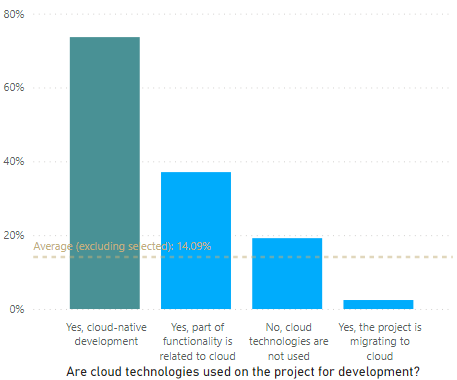 80%
60%
40%
20%
0%
Average (excluding selected): 14.09%
Yes, cloud-native
development
Yes, part of
functionality is
related to cloud
No, cloud
technologies are
not used
Yes, the project is
migrating to
cloud
Are cloud technologies used on the project for development?